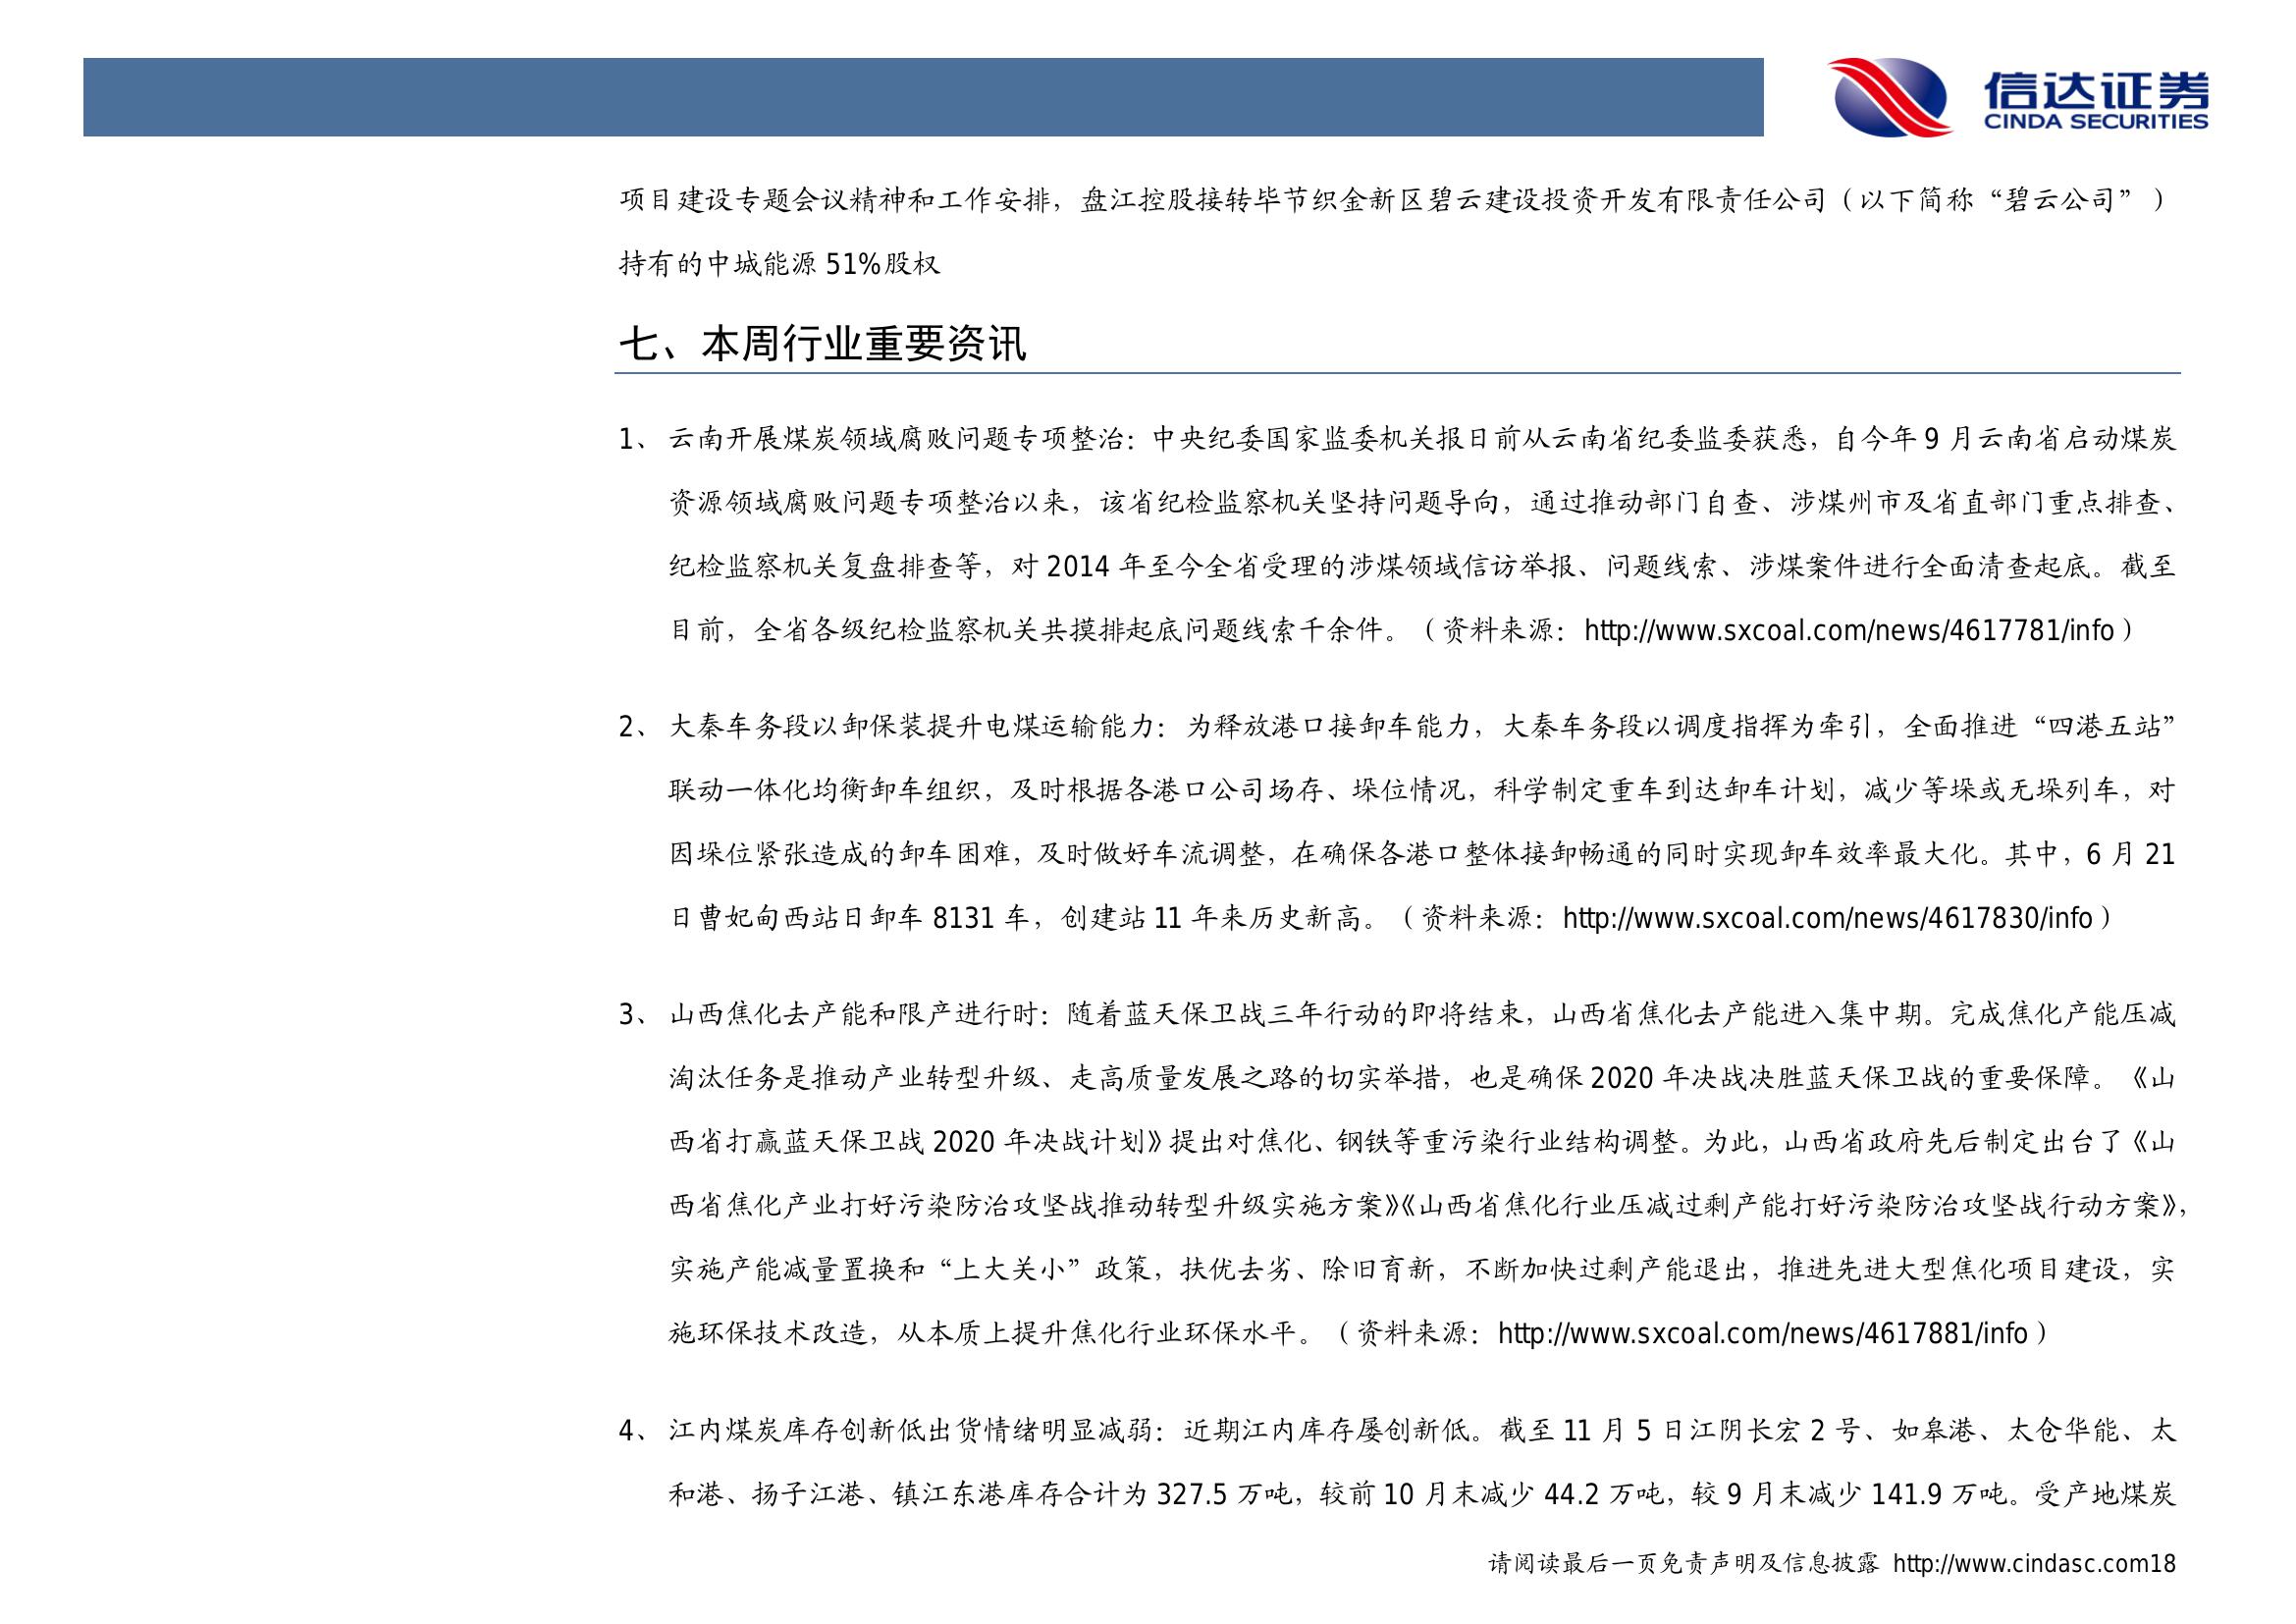 信达证券
CINDA SECURITIES
项目建设专题会议精神和工作安排，盘江控股接转毕节织金新区碧云建设投资开发有限责任公司（以下简称“碧云公司”）
持有的中城能源 51%股权
七、本周行业重要资讯
1、云南开展煤炭领域腐败问题专项整治：中央纪委国家监委机关报日前从云南省纪委监委获悉，自今年 9 月云南省启动煤炭
资源领域腐败问题专项整治以来，该省纪检监察机关坚持问题导向，通过推动部门自查、涉煤州市及省直部门重点排查、
纪检监察机关复盘排查等，对 2014 年至今全省受理的涉煤领域信访举报、问题线索、涉煤案件进行全面清查起底。截至
目前，全省各级纪检监察机关共摸排起底问题线索千余件。（资料来源：http://www.sxcoal.com/news/4617781/info）
2、大秦车务段以卸保装提升电煤运输能力：为释放港口接卸车能力，大秦车务段以调度指挥为牵引，全面推进“四港五站”
联动一体化均衡卸车组织，及时根据各港口公司场存、垛位情况，科学制定重车到达卸车计划，减少等垛或无垛列车，对
因垛位紧张造成的卸车困难，及时做好车流调整，在确保各港口整体接卸畅通的同时实现卸车效率最大化。其中，6 月 21
日曹妃甸西站日卸车 8131 车，创建站 11 年来历史新高。（资料来源：http://www.sxcoal.com/news/4617830/info）
3、山西焦化去产能和限产进行时：随着蓝天保卫战三年行动的即将结束，山西省焦化去产能进入集中期。完成焦化产能压减
淘汰任务是推动产业转型升级、走高质量发展之路的切实举措，也是确保 2020 年决战决胜蓝天保卫战的重要保障。《山
西省打赢蓝天保卫战 2020 年决战计划》提出对焦化、钢铁等重污染行业结构调整。为此，山西省政府先后制定出台了《山
西省焦化产业打好污染防治攻坚战推动转型升级实施方案》《山西省焦化行业压减过剩产能打好污染防治攻坚战行动方案》，
实施产能减量置换和“上大关小”政策，扶优去劣、除旧育新，不断加快过剩产能退出，推进先进大型焦化项目建设，实
施环保技术改造，从本质上提升焦化行业环保水平。（资料来源：http://www.sxcoal.com/news/4617881/info）
4、江内煤炭库存创新低出货情绪明显减弱：近期江内库存屡创新低。截至 11 月 5 日江阴长宏 2 号、如皋港、太仓华能、太
和港、扬子江港、镇江东港库存合计为 327.5 万吨，较前 10 月末减少 44.2 万吨，较 9 月末减少 141.9 万吨。受产地煤炭
请阅读最后一页免责声明及信息披露 http://www.cindasc.com18